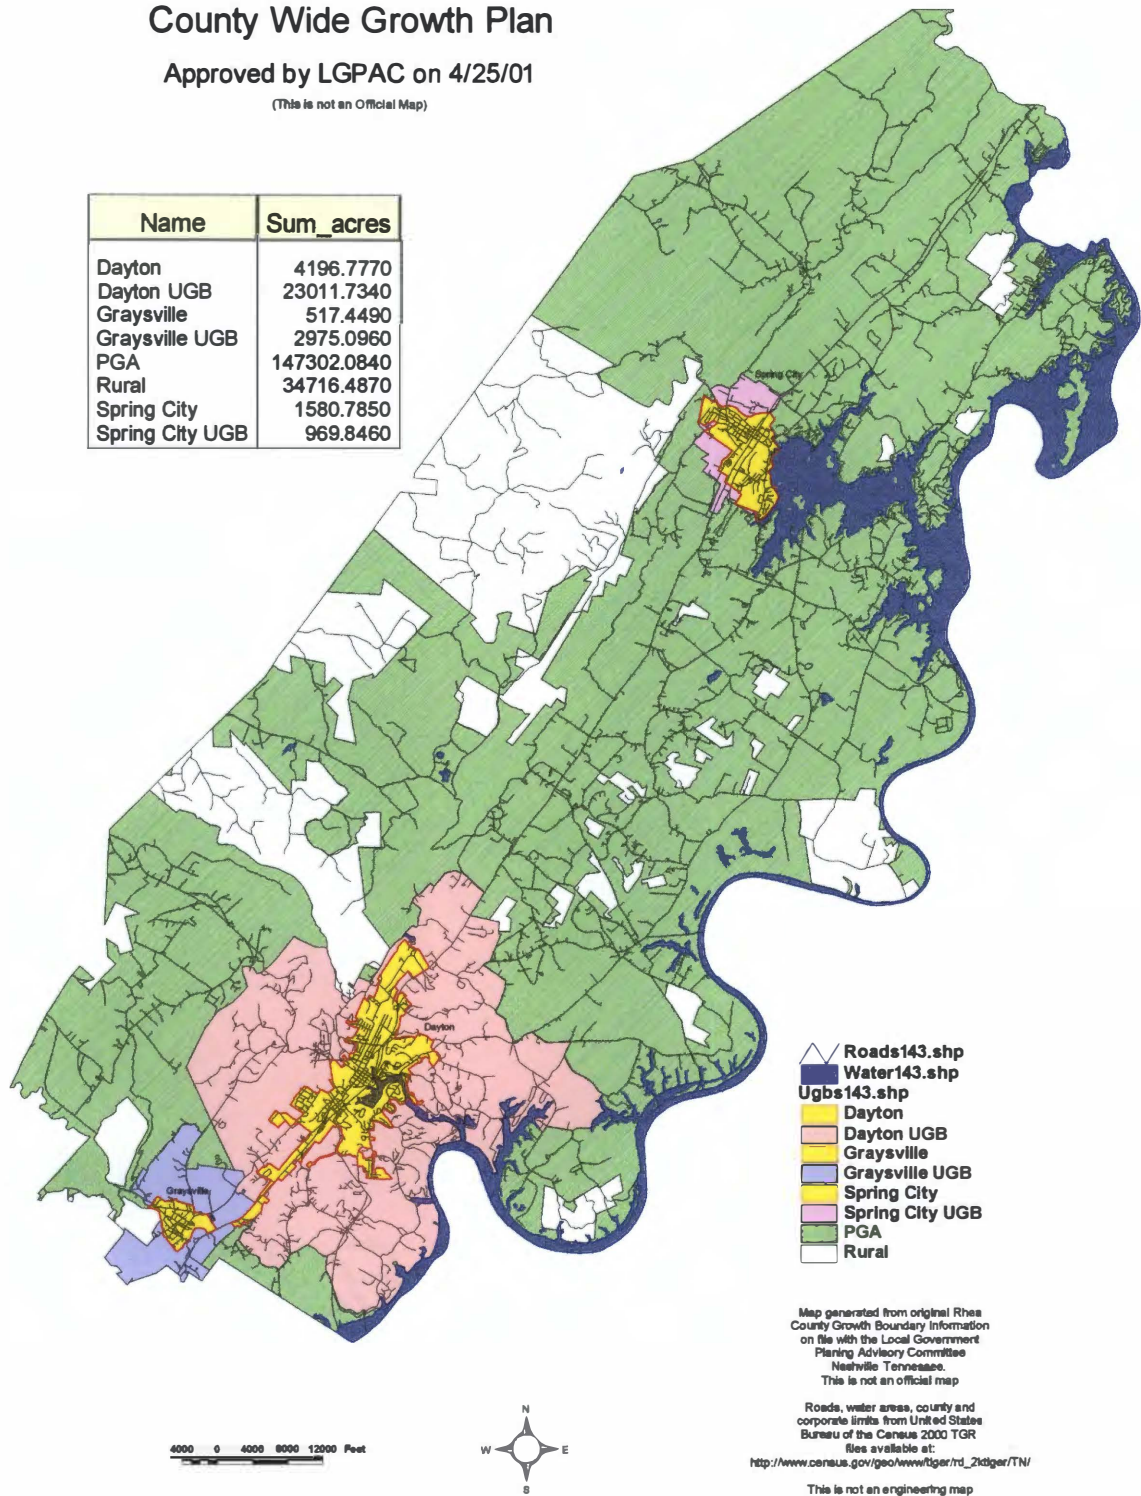 County Wide Growth Plan
Approved by LGPAC on 4/25/01
(This is not an Official Map)
Name Sum_acres
Dayton 4196.7770
Dayton UGB 23011.7340
Graysville 517.4490
Graysville UGB 2975.0960
PGA 147302.0840
Rural 34716.4870
Spring City 1580.7850
Spring City UGB 969.8460
Spring City
Dayton
Graysville
Roads143.shp
Water143.shp
Ugbs143.shp
Dayton
Dayton UGB
Graysville
Graysville UGB
Spring City
Spring City UGB
PGA
Rural
Map generated from original Rhea
County Growth Boundary Information
on file with the Local Government
Planing Advisory Committee
Nashville Tennessee.
This is not an official map
Roads, water areas, county and
corporate limits from United States
Bureau of the Census 2000 TGR
files available at:
http://www.census.gov/geo/www/tiger/rd_2ktiger/TN/
This is not an engineering map
4000 0 4000 8000 12000 Feet
N
W E
S